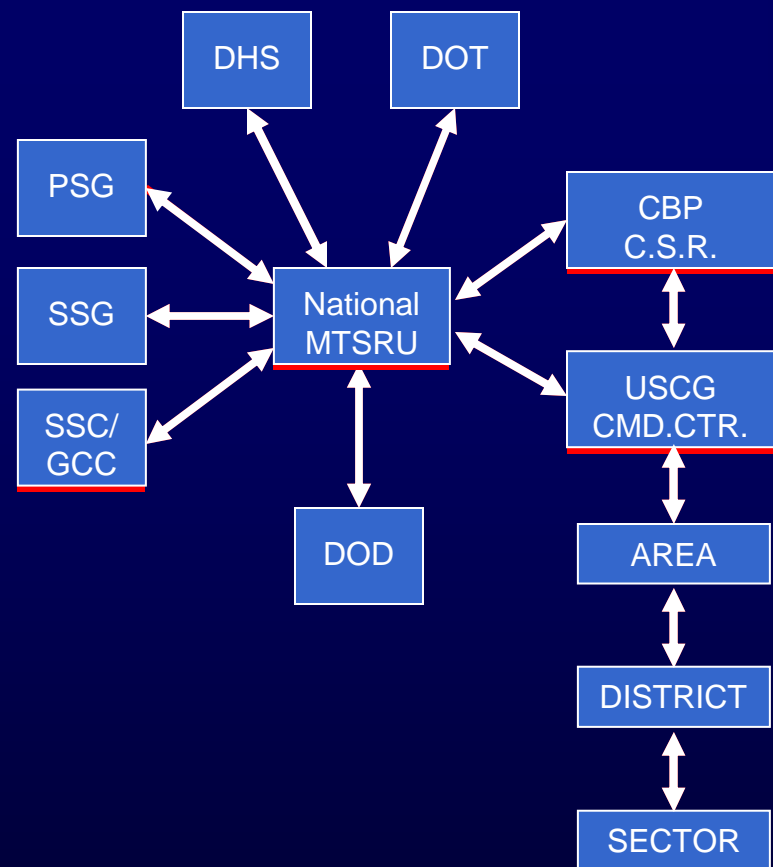 DHS
DOT
PSG
CBP
C.S.R.
SSG
National
MTSRU
SSC/
GCC
USCG
CMD.CTR.
DOD
AREA
DISTRICT
SECTOR